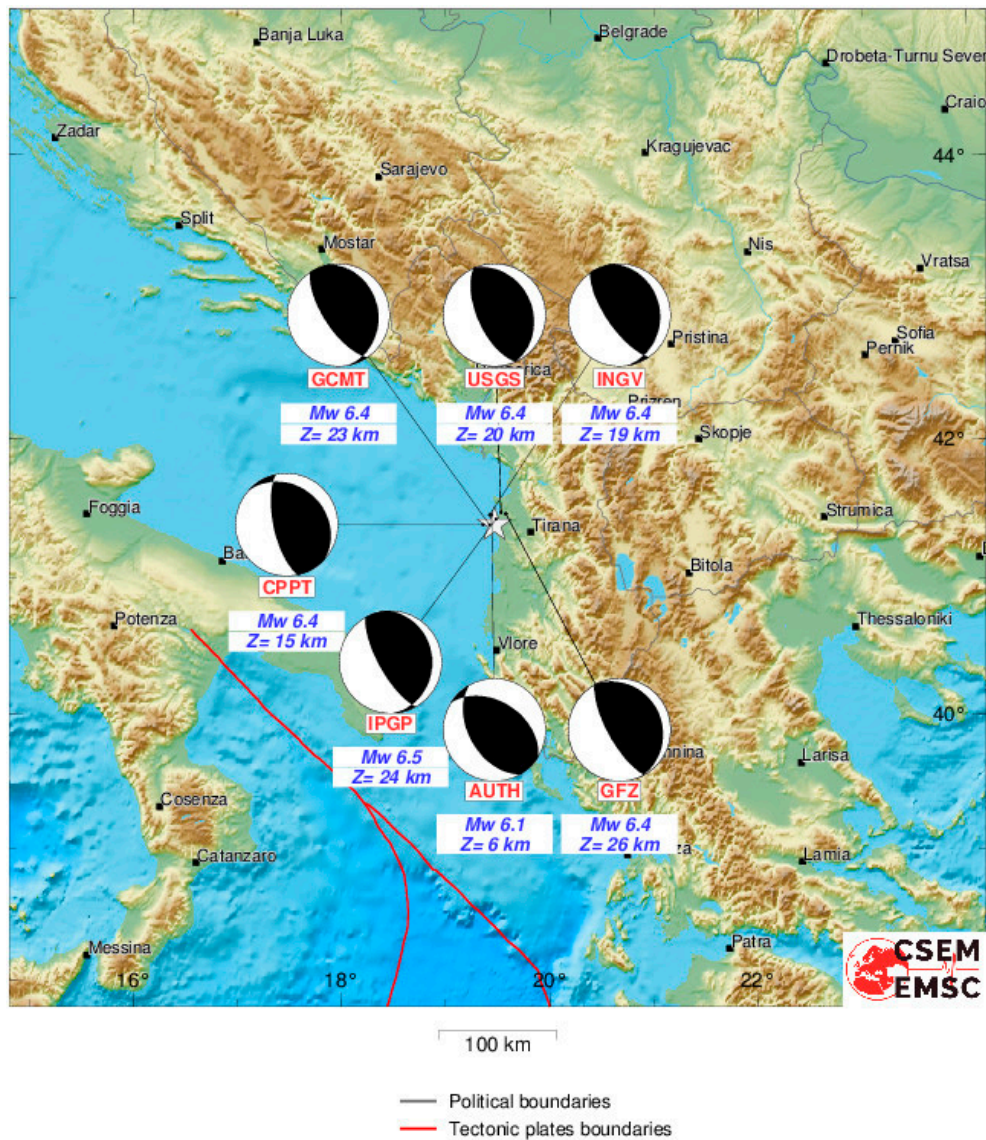 Banja Luka
Belgrade
Drobeta-Turnu Sever
Craio
Zadar
44°
Kragujevac
Sarajevo
Split
Mostar
Nis
Vratsa
Sofia
Pristina
Pernik
GCMT
USGS
INGV
Prizren
Mw 6.4
Z= 23 km
Mw 6.4
Z= 20 km
Mw 6.4
Z= 19 km
Skopje
42°
Foggia
Tirana
Strumica
Ba
Bitola
CPPT
Mw 6.4
Z= 15 km
Potenza
Thessaloniki
Vlore
IPGP
Mw 6.5
Z= 24 km
40°
Larisa
AUTH
GFZ
Cosenza
Mw 6.1
Z= 6 km
Mw 6.4
Z= 26 km
Catanzaro
Lamia
Messina
Patra
16°
18°
20°
22°
CSEM
EMSC
100 km
Political boundaries
Tectonic plates boundaries